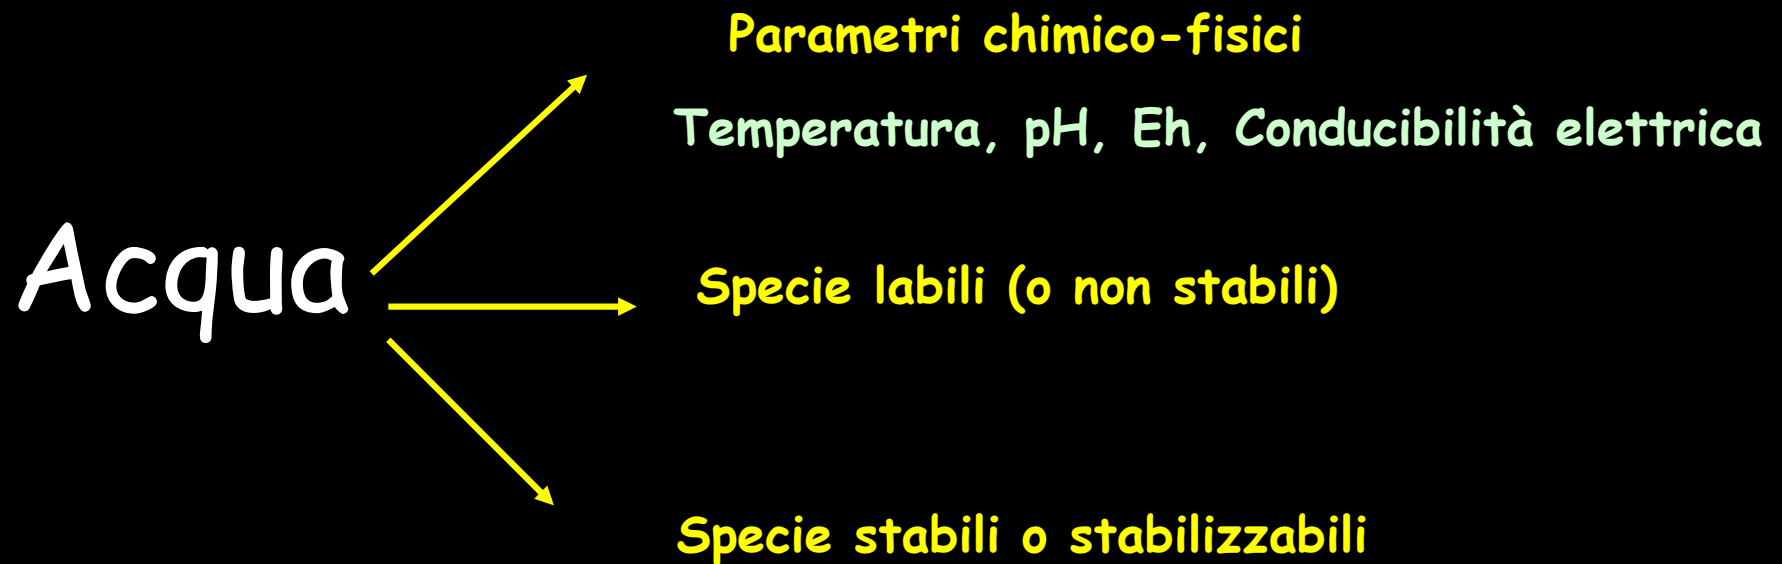 Parametri chimico-fisici
Temperatura, pH, Eh, Conducibilità elettrica
Acqua
Specie labili (o non stabili)
Specie stabili o stabilizzabili